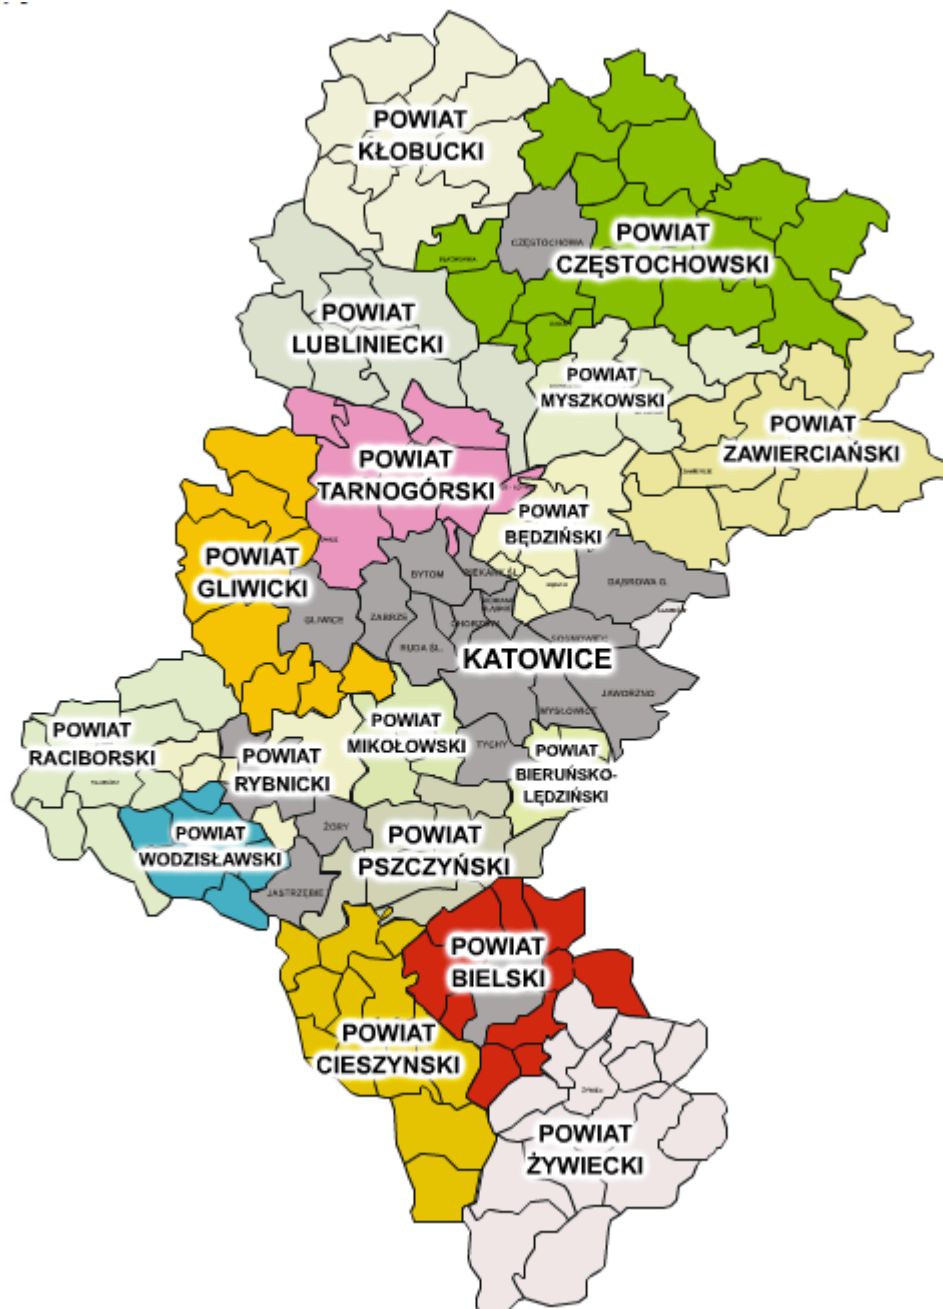 POWIAT
KŁOBUCKI
POWIAT
CZĘSTOCHOWSKI
CZĘSTOCHOWA
POWIAT
LUBLINIECKI
POWIAT
MYSZKOWSKI
POWIAT
ZAWIERCIAŃSKI
POWIAT
TARNOGÓRSKI
POWIAT
BĘDZIŃSKI
POWIAT
GLIWICKI
BYTOM
PIEKARY ŚL.
DĄBROWA G.
GLIWICE
ZABRZE
CHORZÓW
RUDA ŚL.
SOSNOWIEC
KATOWICE
JAWORZNO
MYSŁOWICE
POWIAT
RACIBORSKI
POWIAT
RYBNICKI
POWIAT
MIKOŁOWSKI
TYCHY
POWIAT
BIERUŃSKO-
LĘDZIŃSKI
POWIAT
WODZISŁAWSKI
ŻORY
POWIAT
PSZCZYŃSKI
JASTRZĘBIE
POWIAT
BIELSKI
POWIAT
CIESZYNSKI
POWIAT
ŻYWIECKI